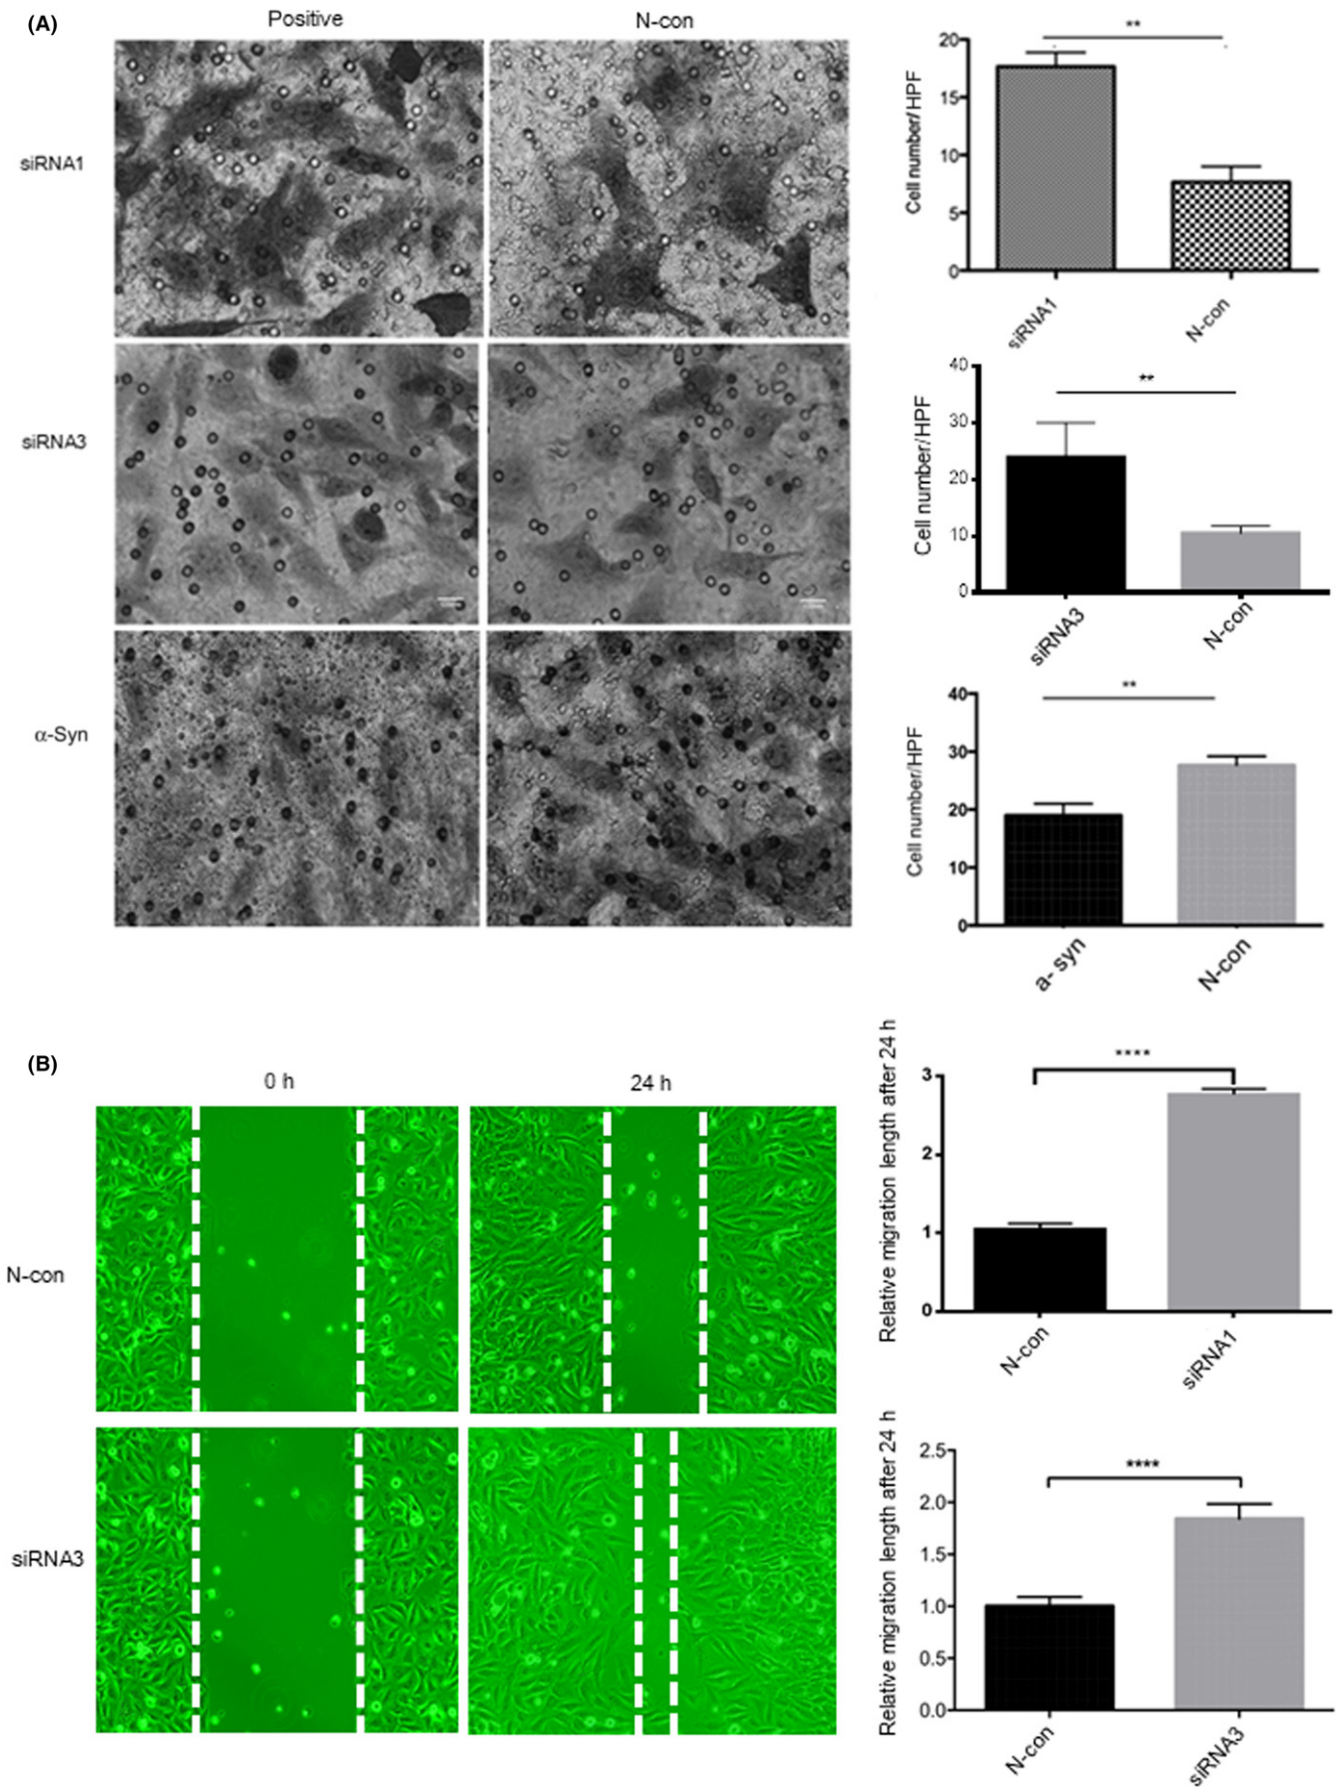 (A)
Positive
N-con
siRNA1
siRNA3
α-Syn
**
Cell number/HPF
20
15
10
5
0
siRNA1
N-con
**
Cell number/HPF
40
30
20
10
0
siRNA3
N-con
**
Cell number/HPF
40
30
20
10
0
a- syn
N-con
(B)
0 h
24 h
N-con
siRNA3
****
Relative migration length after 24 h
3
2
1
0
N-con
siRNA1
****
Relative migration length after 24 h
2.5
2.0
1.5
1.0
0.5
0.0
N-con
siRNA3